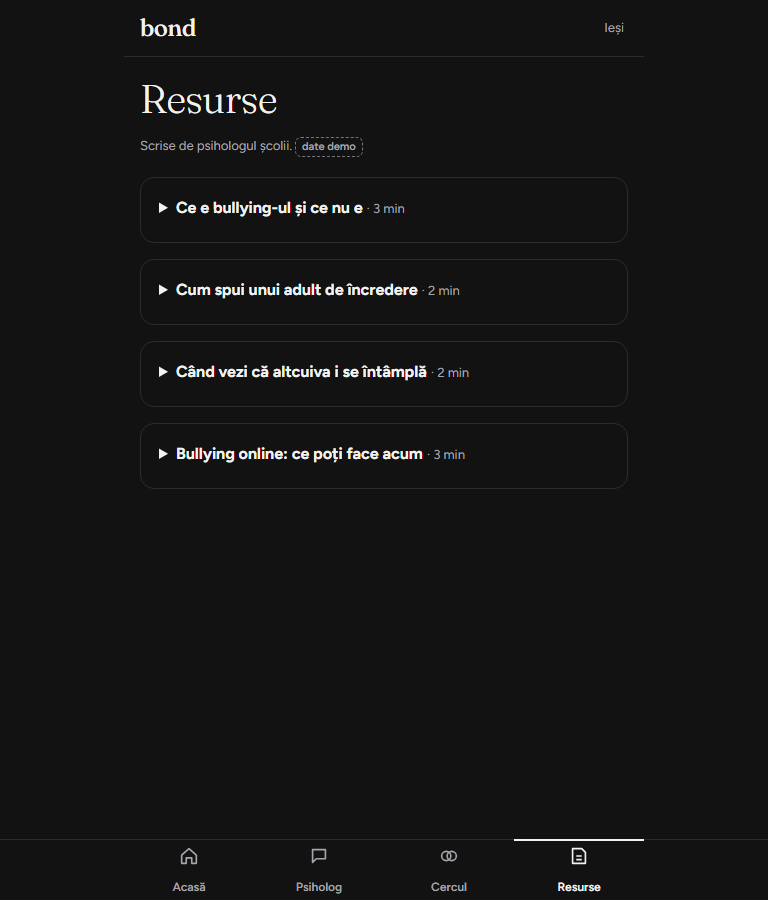 bond
Ieși
Resurse
Scrise de psihologul școlii. date demo
Ce e bullying-ul și ce nu e · 3 min
Cum spui unui adult de încredere · 2 min
Când vezi că altcuiva i se întâmplă · 2 min
Bullying online: ce poți face acum · 3 min
Acasă
Psiholog
Cercul
Resurse